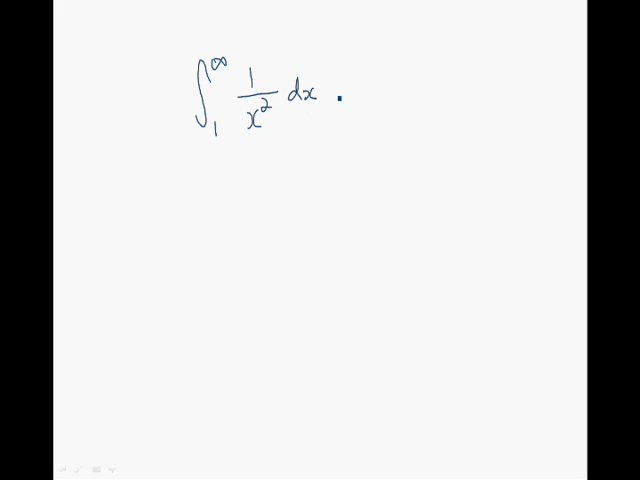 ∫₁^∞ 1/x² dx